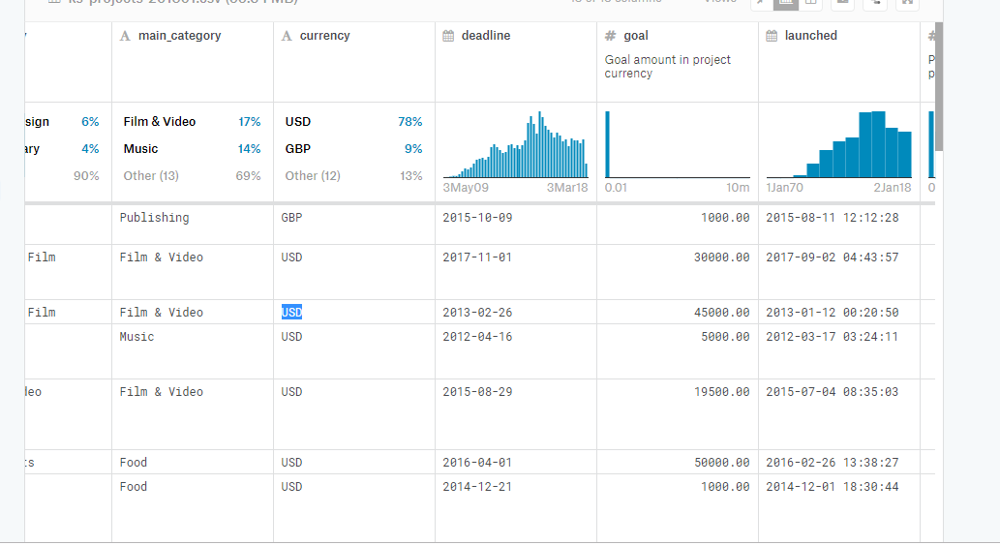 main_category currency deadline goal launched
Goal amount in project
currency
sign 6% Film & Video 17% USD 78%
ary 4% Music 14% GBP 9%
90% Other (13) 69% Other (12) 13%
3May09 3Mar18 0.01 10m 1Jan70 2Jan18 0
Publishing GBP 2015-10-09 1000.00 2015-08-11 12:12:28
Film Film & Video USD 2017-11-01 30000.00 2017-09-02 04:43:57
Film Film & Video USD 2013-02-26 45000.00 2013-01-12 00:20:50
Music USD 2012-04-16 5000.00 2012-03-17 03:24:11
deo Film & Video USD 2015-08-29 19500.00 2015-07-04 08:35:03
ts Food USD 2016-04-01 50000.00 2016-02-26 13:38:27
Food USD 2014-12-21 1000.00 2014-12-01 18:30:44